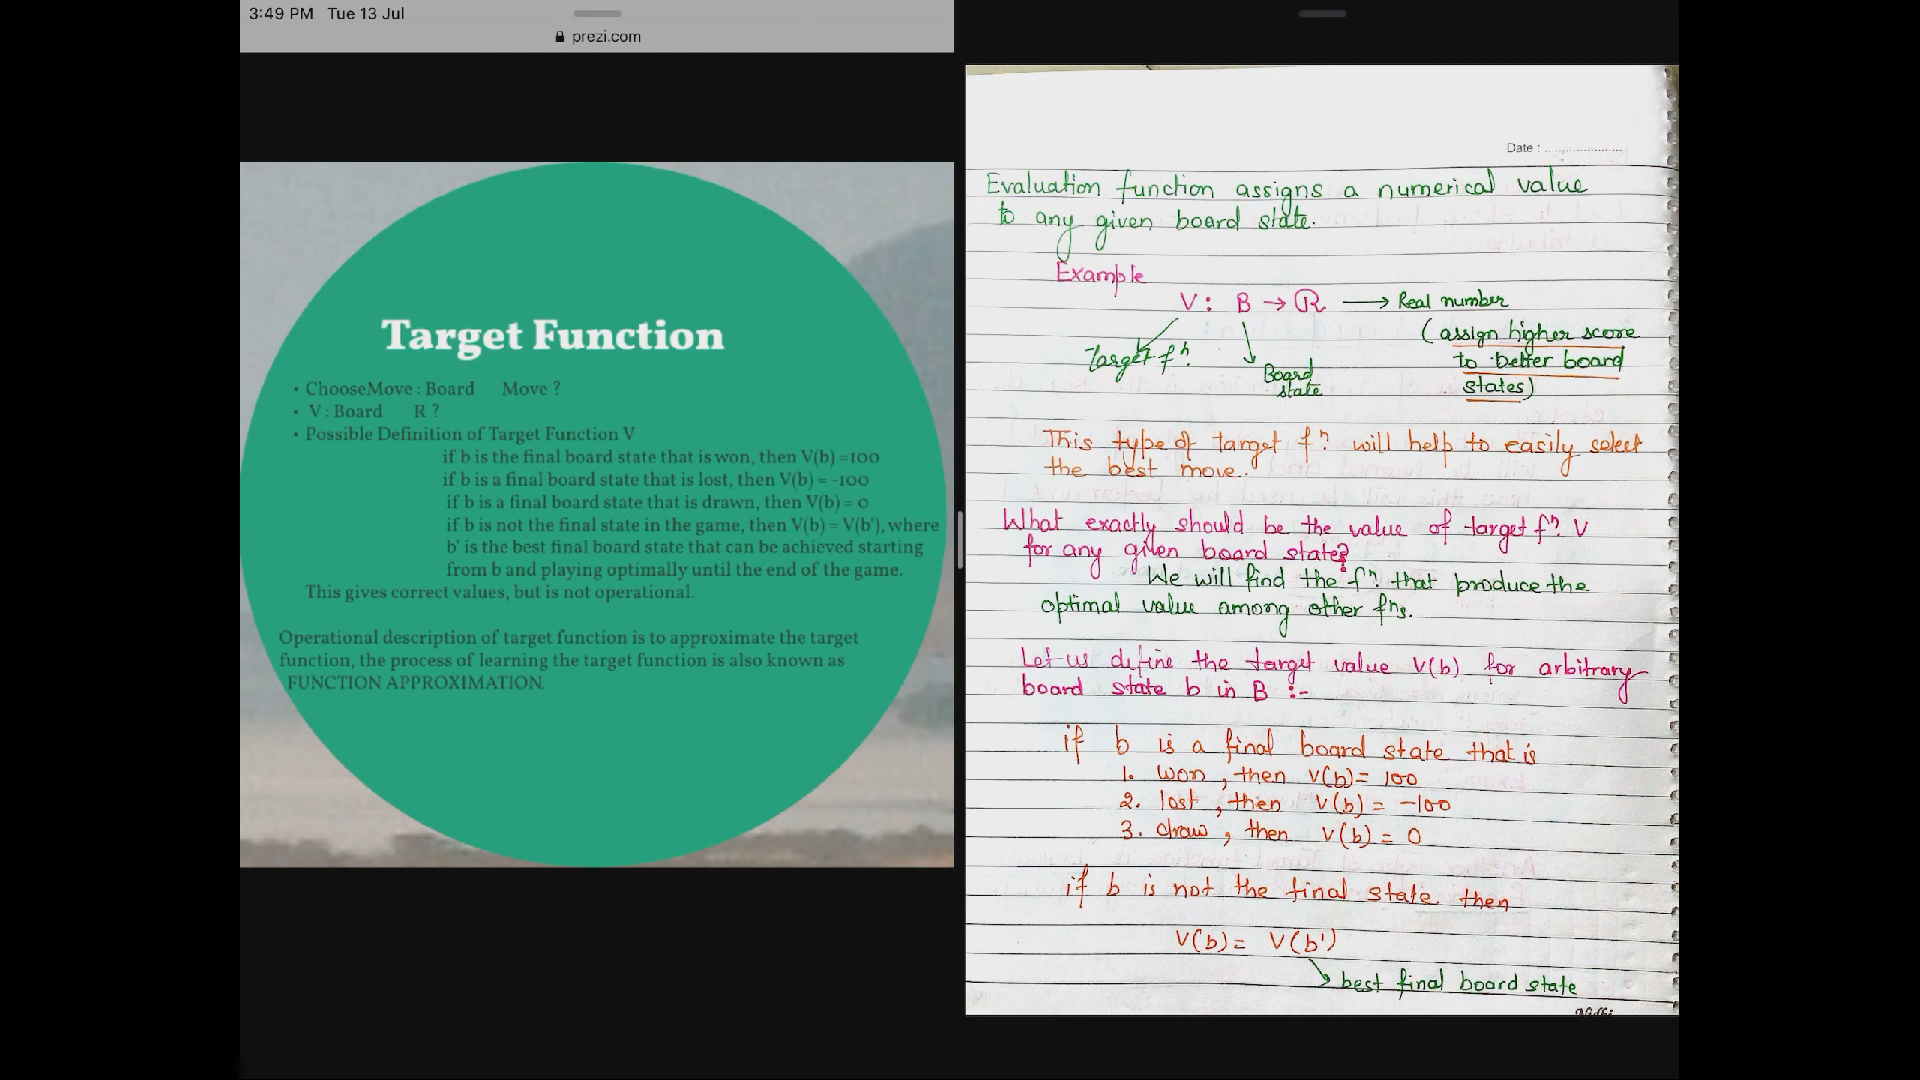 3:49 PM Tue 13 Jul
prezi.com
Target Function
• ChooseMove : Board Move ?
• V : Board R ?
• Possible Definition of Target Function V
if b is the final board state that is won, then V(b) =100
if b is a final board state that is lost, then V(b) = -100
if b is a final board state that is drawn, then V(b) = 0
if b is not the final state in the game, then V(b) = V(b'), where
b' is the best final board state that can be achieved starting
from b and playing optimally until the end of the game.
This gives correct values, but is not operational.
Operational description of target function is to approximate the target
function, the process of learning the target function is also known as
FUNCTION APPROXIMATION.
Date : ........................
Evaluation function assigns a numerical value
to any given board state.
Example
V : B → R → Real number
(assign higher score
to better board
states)
Target fⁿ.
Board
state
This type of target fⁿ. will help to easily select
the best move.
What exactly should be the value of target fⁿ. V
for any given board state?
We will find the fⁿ. that produce the
optimal value among other fⁿs.
Let us define the target value V(b) for arbitrary
board state b in B :-
if b is a final board state that is
1. won, then V(b)= 100
2. lost, then V(b) = -100
3. draw, then V(b) = 0
if b is not the final state then
V(b) = V(b')
best final board state